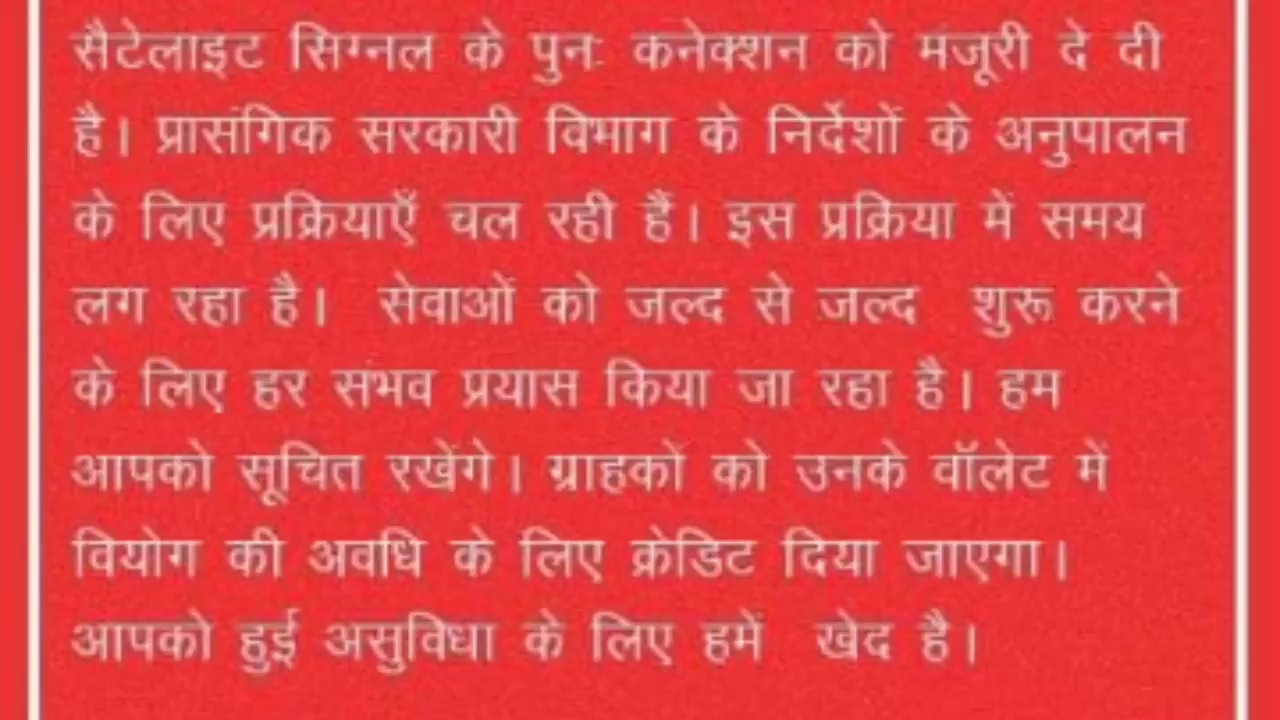 सैटेलाइट सिग्नल के पुनः कनेक्शन को मंजूरी दे दी
है। प्रासंगिक सरकारी विभाग के निर्देशों के अनुपालन
के लिए प्रक्रियाएँ चल रही हैं। इस प्रक्रिया में समय
लग रहा है। सेवाओं को जल्द से जल्द शुरू करने
के लिए हर संभव प्रयास किया जा रहा है। हम
आपको सूचित रखेंगे। ग्राहकों को उनके वॉलेट में
वियोग की अवधि के लिए क्रेडिट दिया जाएगा।
आपको हुई असुविधा के लिए हमें खेद है।